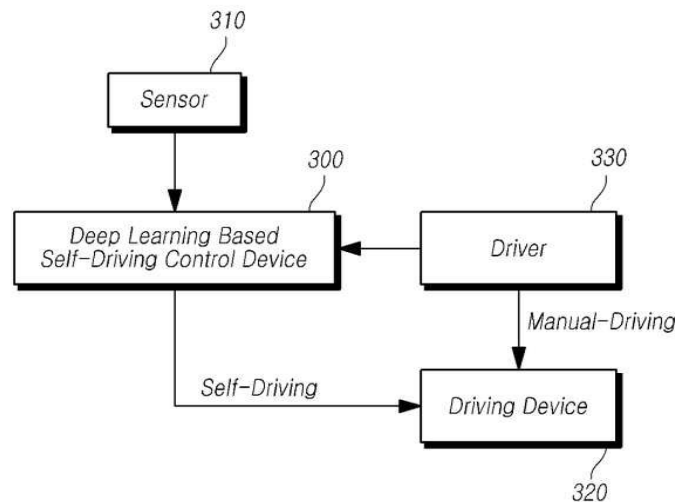 310
Sensor
300
330
Deep Learning Based
Self-Driving Control Device
Driver
Manual-Driving
Self-Driving
Driving Device
320